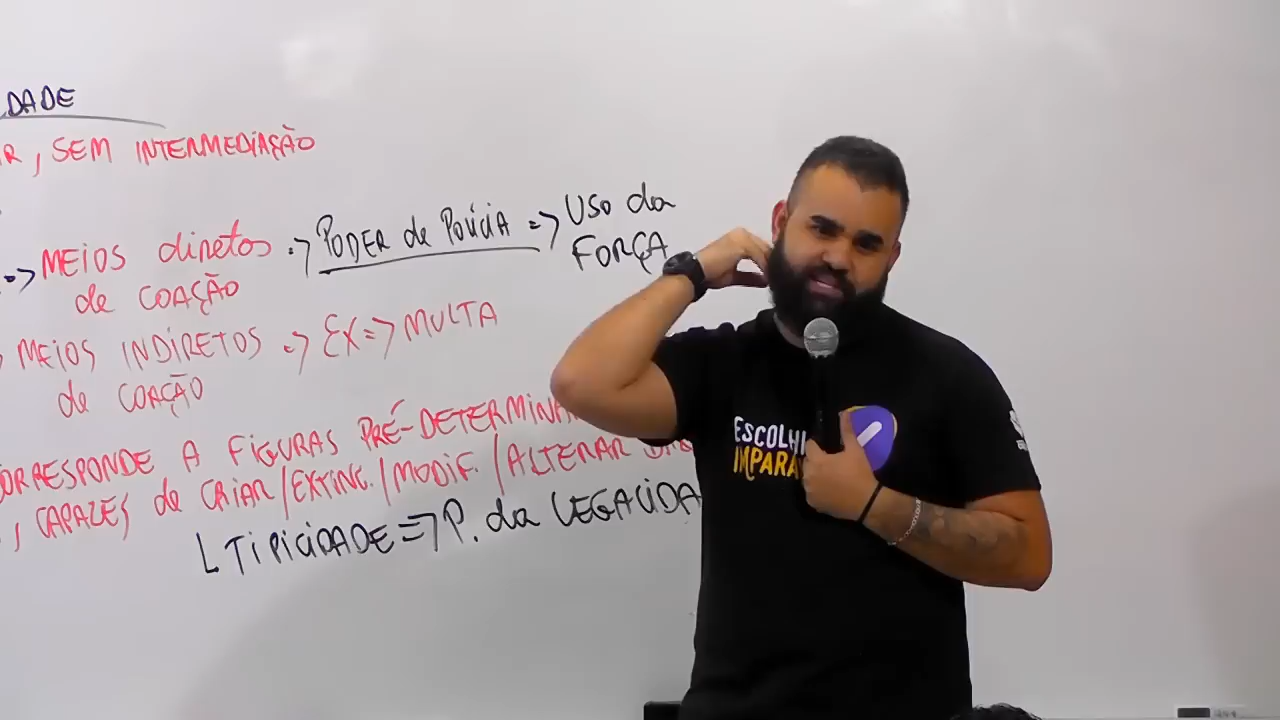 DADE
R, SEM INTERMEDIAÇÃO
=> MEIOS diretos => PODER de POLÍCIA => USO da
de COAÇÃO FORÇA
MEIOS INDIRETOS => EX => MULTA
de COAÇÃO
CORRESPONDE A FIGURAS PRÉ-DETERMINA
, CAPAZES de CRIAR/EXTING./MODIF./ALTERAR
L TIPICIDADE => P. da LEGALIDA
ESCOLHI
IMPARA